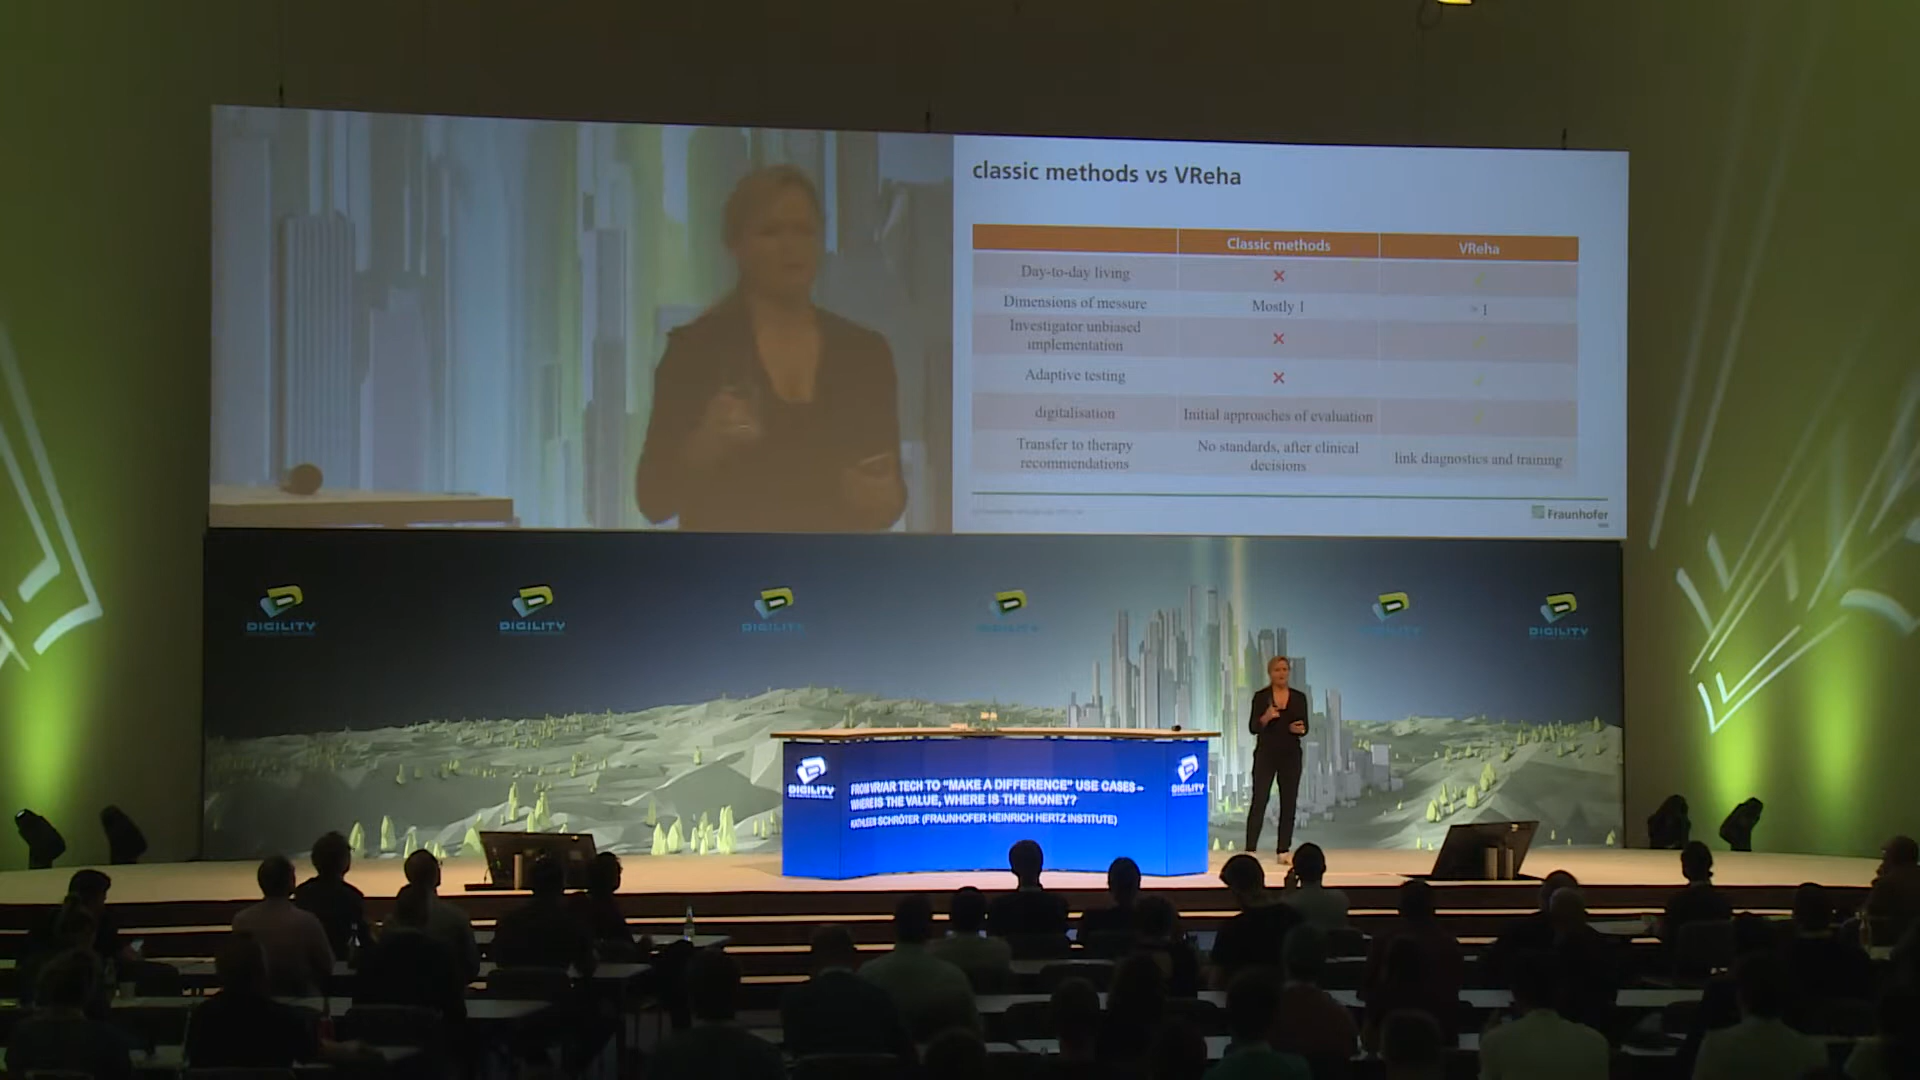 classic methods vs VReha
Classic methods VReha
Day-to-day living
Dimensions of messure Mostly 1 > 1
Investigator unbiased
implementation
Adaptive testing
digitalisation Initial approaches of evaluation
Transfer to therapy
recommendations
No standards, after clinical
decisions
link diagnostics and training
Fraunhofer
DIGILITY
DIGILITY
DIGILITY
DIGILITY
DIGILITY
DIGILITY
DIGILITY
FROM VR/AR TECH TO “MAKE A DIFFERENCE” USE CASES –
WHERE IS THE VALUE, WHERE IS THE MONEY?
KATHLEEN SCHRÖTER (FRAUNHOFER HEINRICH HERTZ INSTITUTE)
DIGILITY